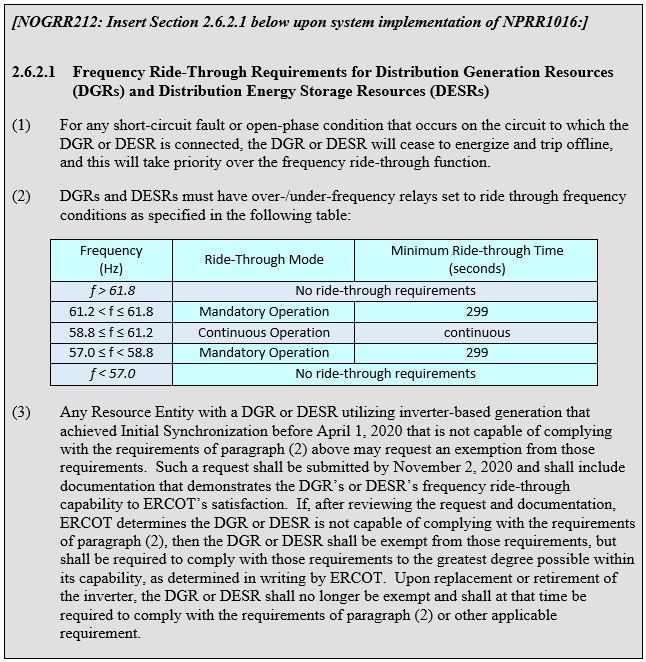 [NOGRR212: Insert Section 2.6.2.1 below upon system implementation of NPRR1016:]
2.6.2.1 Frequency Ride-Through Requirements for Distribution Generation Resources
(DGRs) and Distribution Energy Storage Resources (DESRs)
(1) For any short-circuit fault or open-phase condition that occurs on the circuit to which the
DGR or DESR is connected, the DGR or DESR will cease to energize and trip offline,
and this will take priority over the frequency ride-through function.
(2) DGRs and DESRs must have over-/under-frequency relays set to ride through frequency
conditions as specified in the following table:
Frequency
(Hz) Ride-Through Mode Minimum Ride-through Time
(seconds)
f > 61.8 No ride-through requirements
61.2 < f ≤ 61.8 Mandatory Operation 299
58.8 ≤ f ≤ 61.2 Continuous Operation continuous
57.0 ≤ f < 58.8 Mandatory Operation 299
f < 57.0 No ride-through requirements
(3) Any Resource Entity with a DGR or DESR utilizing inverter-based generation that
achieved Initial Synchronization before April 1, 2020 that is not capable of complying
with the requirements of paragraph (2) above may request an exemption from those
requirements. Such a request shall be submitted by November 2, 2020 and shall include
documentation that demonstrates the DGR's or DESR's frequency ride-through
capability to ERCOT's satisfaction. If, after reviewing the request and documentation,
ERCOT determines the DGR or DESR is not capable of complying with the requirements
of paragraph (2), then the DGR or DESR shall be exempt from those requirements, but
shall be required to comply with those requirements to the greatest degree possible within
its capability, as determined in writing by ERCOT. Upon replacement or retirement of
the inverter, the DGR or DESR shall no longer be exempt and shall at that time be
required to comply with the requirements of paragraph (2) or other applicable
requirement.